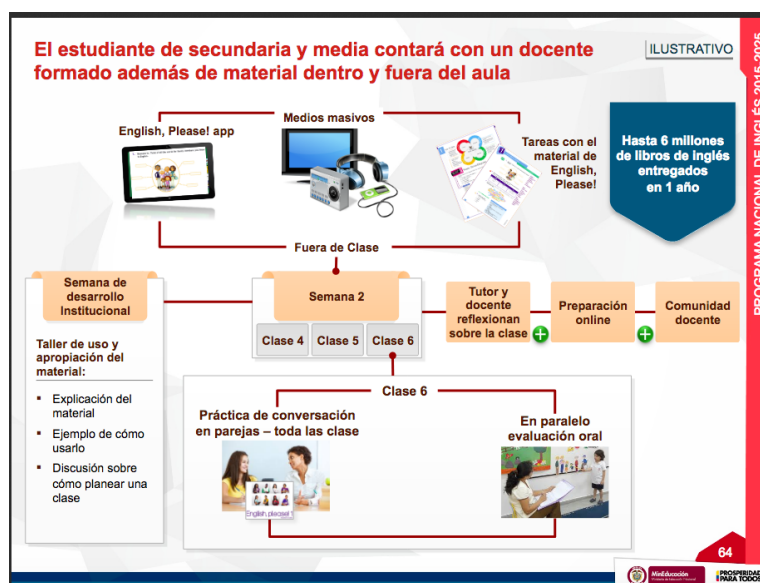 El estudiante de secundaria y media contará con un docente
formado además de material dentro y fuera del aula
ILUSTRATIVO
PROGRAMA NACIONAL DE INGLÉS 2015-2025
Medios masivos
English, Please! app
Tareas con el
material de
English,
Please!
Hasta 6 millones
de libros de inglés
entregados
en 1 año
Fuera de Clase
Semana de
desarrollo
Institucional
Semana 2
Clase 4
Clase 5
Clase 6
Tutor y
docente
reflexionan
sobre la clase
Preparación
online
Comunidad
docente
Taller de uso y
apropiación del
material:
Explicación del
material
Ejemplo de cómo
usarlo
Discusión sobre
cómo planear una
clase
Clase 6
Práctica de conversación
en parejas – toda las clase
English, please! 1
En paralelo
evaluación oral
64
MinEducación
PROSPERIDAD
PARA TODOS